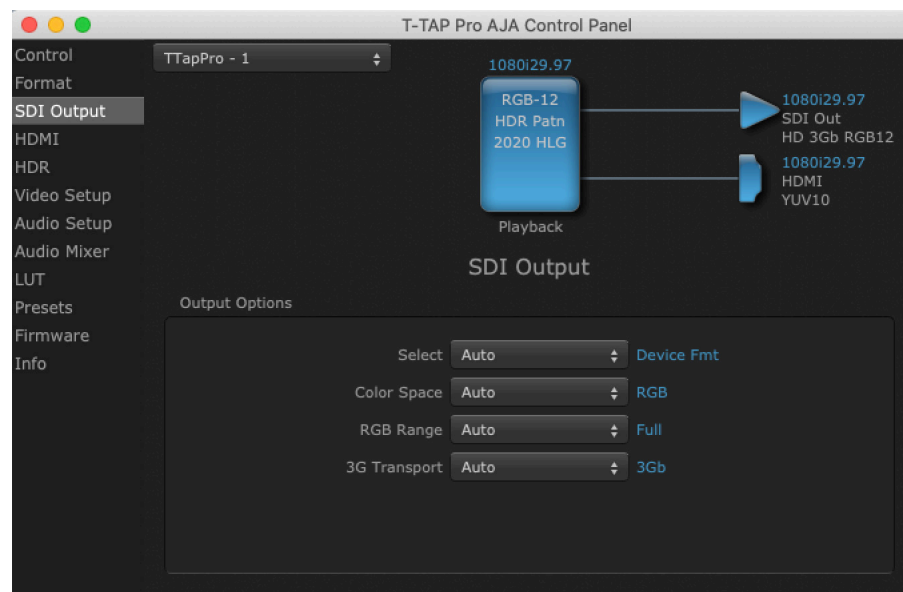 T-TAP Pro AJA Control Panel
Control
Format
SDI Output
HDMI
HDR
Video Setup
Audio Setup
Audio Mixer
LUT
Presets
Firmware
Info
TTapPro - 1
1080i29.97
RGB-12
HDR Patn
2020 HLG
Playback
1080i29.97
SDI Out
HD 3Gb RGB12
1080i29.97
HDMI
YUV10
SDI Output
Output Options
Select Auto Device Fmt
Color Space Auto RGB
RGB Range Auto Full
3G Transport Auto 3Gb